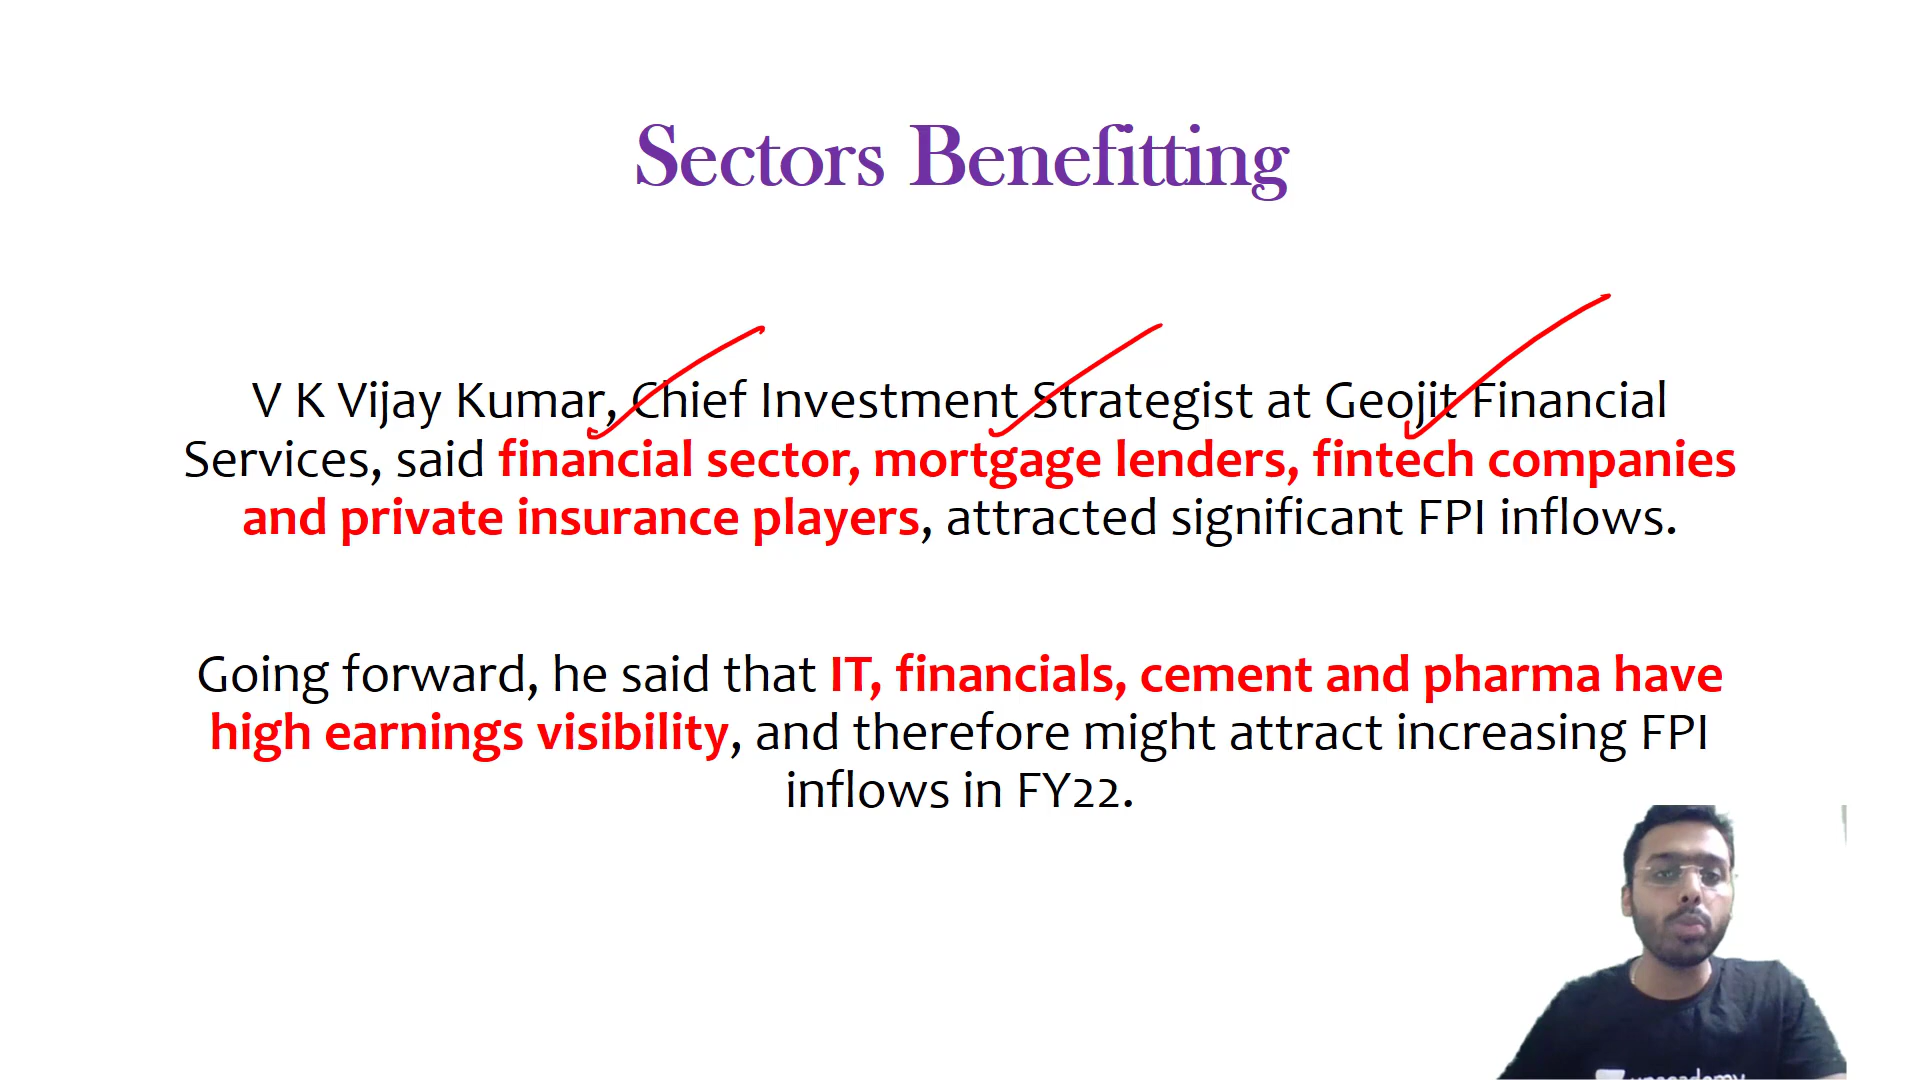 Sectors Benefitting
V K Vijay Kumar, Chief Investment Strategist at Geojit Financial
Services, said financial sector, mortgage lenders, fintech companies
and private insurance players, attracted significant FPI inflows.
Going forward, he said that IT, financials, cement and pharma have
high earnings visibility, and therefore might attract increasing FPI
inflows in FY22.